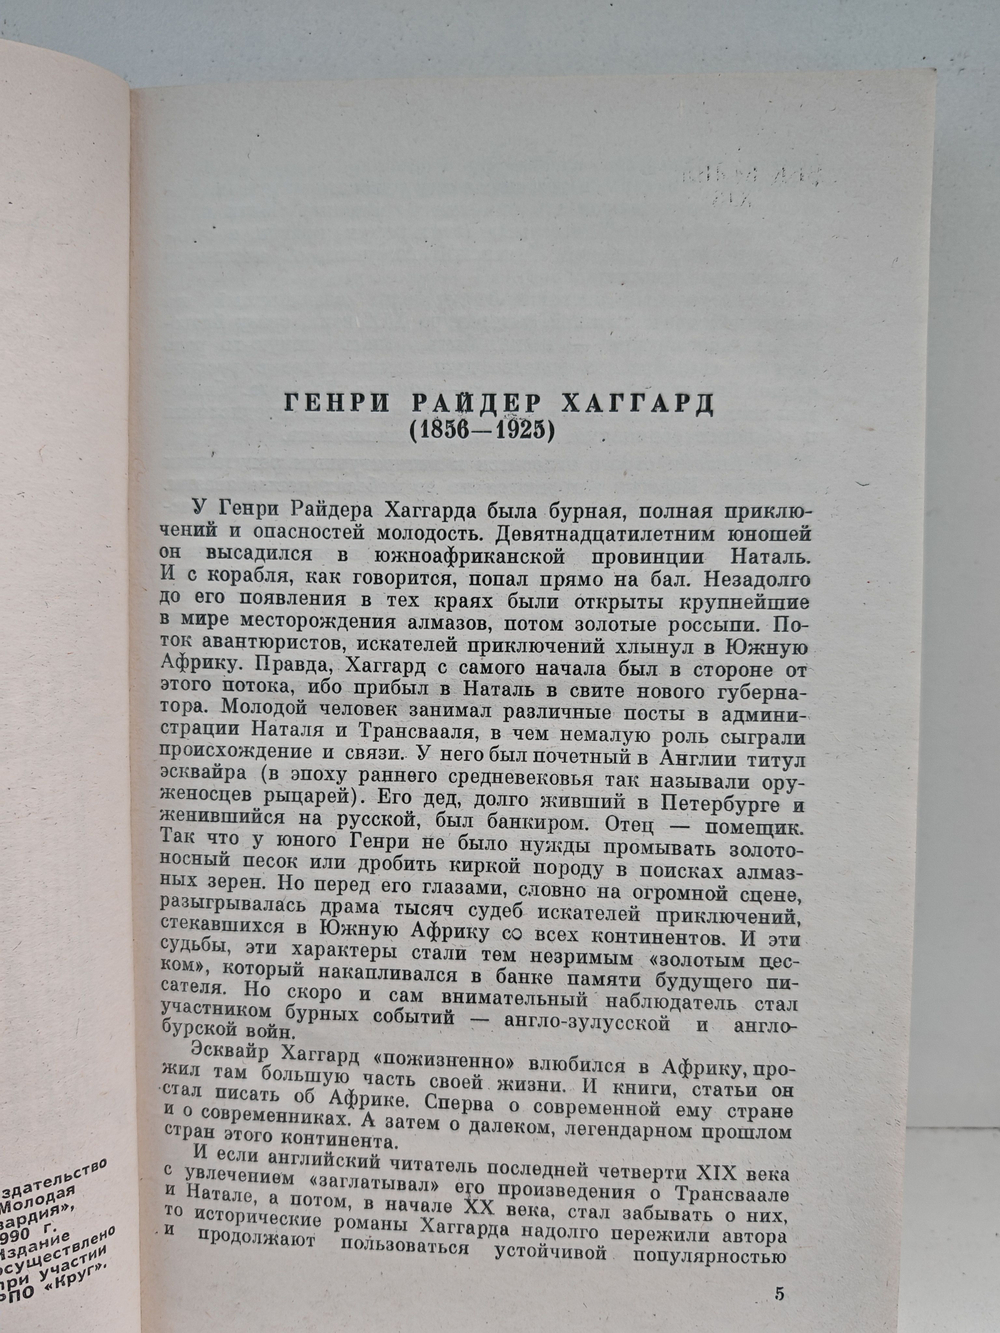 ГЕНРИ РАЙДЕР ХАГГАРД
(1856—1925)
У Генри Райдера Хаггарда была бурная, полная приклю-
чений и опасностей молодость. Девятнадцатилетним юношей
он высадился в южноафриканской провинции Наталь.
И с корабля, как говорится, попал прямо на бал. Незадолго
до его появления в тех краях были открыты крупнейшие
в мире месторождения алмазов, потом золотые россыпи. По-
ток авантюристов, искателей приключений хлынул в Южную
Африку. Правда, Хаггард с самого начала был в стороне от
этого потока, ибо прибыл в Наталь в свите нового губерна-
тора. Молодой человек занимал различные посты в админи-
страции Наталя и Трансвааля, в чем немалую роль сыграли
происхождение и связи. У него был почетный в Англии титул
эсквайра (в эпоху раннего средневековья так называли ору-
женосцев рыцарей). Его дед, долго живший в Петербурге и
женившийся на русской, был банкиром. Отец — помещик.
Так что у юного Генри не было нужды промывать золото-
носный песок или дробить киркой породу в поисках алмаз-
ных зерен. Но перед его глазами, словно на огромной сцене,
разыгрывалась драма тысяч судеб искателей приключений,
стекавшихся в Южную Африку со всех континентов. И эти
судьбы, эти характеры стали тем незримым «золотым пес-
ком», который накапливался в банке памяти будущего пи-
сателя. Но скоро и сам внимательный наблюдатель стал
участником бурных событий — англо-зулусской и англо-
бурской войн.
Эсквайр Хаггард «пожизненно» влюбился в Африку, про-
жил там большую часть своей жизни. И книги, статьи он
стал писать об Африке. Сперва о современной ему стране
и о современниках. А затем о далеком, легендарном прошлом
стран этого континента.
И если английский читатель последней четверти XIX века
с увлечением «заглатывал» его произведения о Трансваале
и Натале, а потом, в начале XX века, стал забывать о них,
то исторические романы Хаггарда надолго пережили автора
и продолжают пользоваться устойчивой популярностью
5
здательство
Молодая
вардия»,
990 г.
Издание
осуществлено
при участии
РПО «Круг».